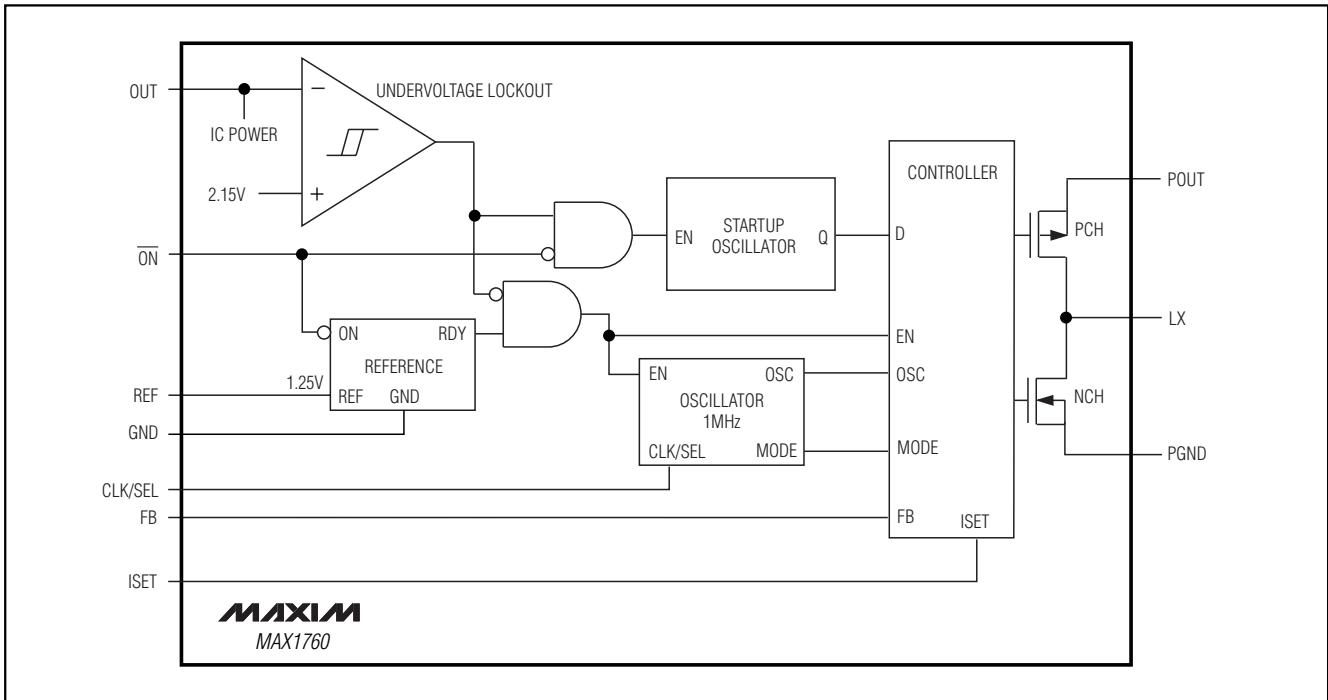 OUT
IC POWER
UNDERVOLTAGE LOCKOUT
−
2.15V
+
ON
EN
STARTUP
OSCILLATOR
Q
CONTROLLER
D
PCH
POUT
LX
ON
RDY
REFERENCE
1.25V
REF
GND
REF
GND
EN
OSC
OSCILLATOR
1MHz
CLK/SEL
MODE
EN
OSC
MODE
NCH
PGND
CLK/SEL
FB
FB
ISET
ISET
MAXIM
MAX1760